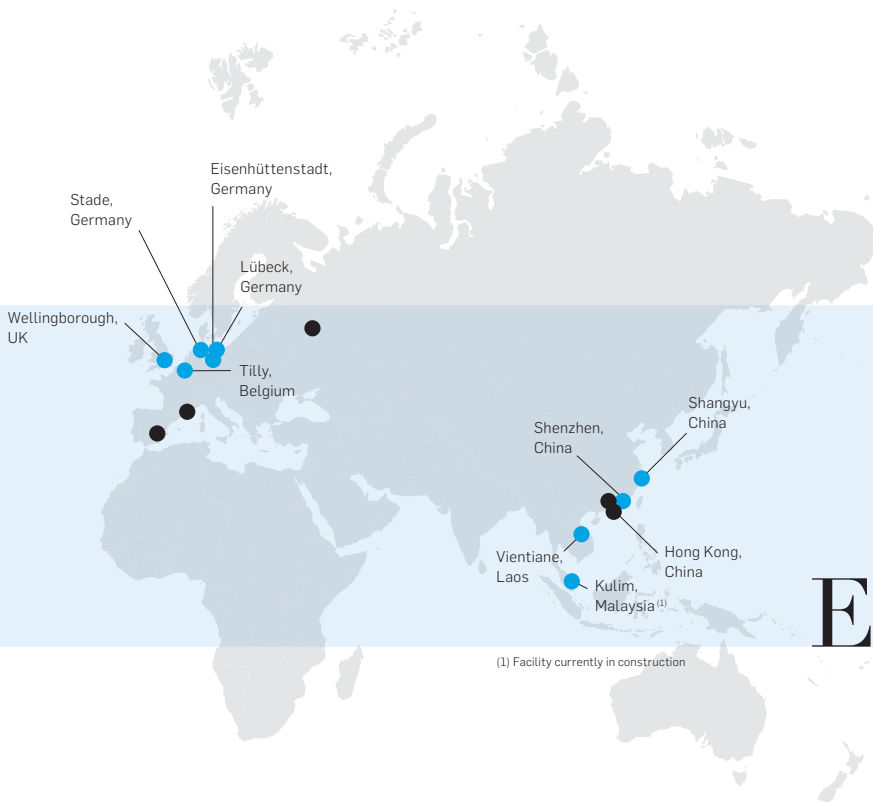 Eisenhüttenstadt,
Germany
Stade,
Germany
Lübeck,
Germany
Wellingborough,
UK
Tilly,
Belgium
Shangyu,
China
Shenzhen,
China
Hong Kong,
China
Vientiane,
Laos
Kulim,
Malaysia (1)
E
(1) Facility currently in construction